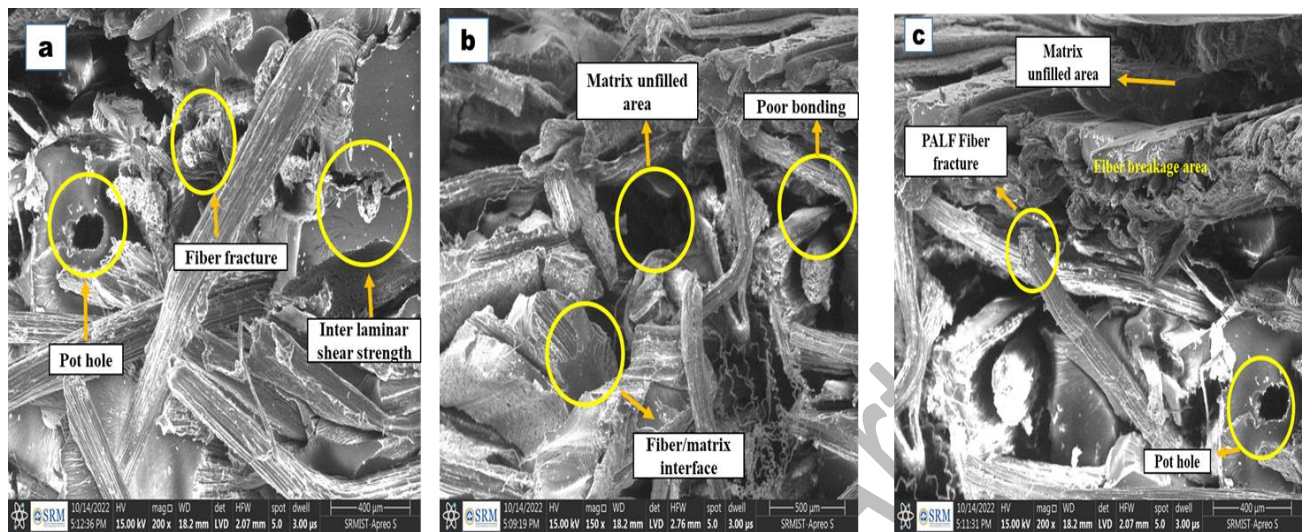 a
Fiber fracture
Pot hole
Inter laminar
shear strength
SRM
10/14/2022 HV mag □ WD det HFW spot dwell
5:12:36 PM 15.00 kV 200 x 18.2 mm LVD 2.07 mm 5.0 3.00 µs
400 µm
SRMIST-Apreo S
b
Matrix unfilled
area
Poor bonding
Fiber/matrix
interface
SRM
10/14/2022 HV mag □ WD det HFW spot dwell
5:09:19 PM 15.00 kV 150 x 18.2 mm LVD 2.76 mm 5.0 3.00 µs
500 µm
SRMIST-Apreo S
c
Matrix
unfilled area
PALF Fiber
fracture
Fiber breakage area
Pot hole
SRM
10/14/2022 HV mag □ WD det HFW spot dwell
5:11:31 PM 15.00 kV 200 x 18.2 mm LVD 2.07 mm 5.0 3.00 µs
400 µm
SRMIST-Apreo S